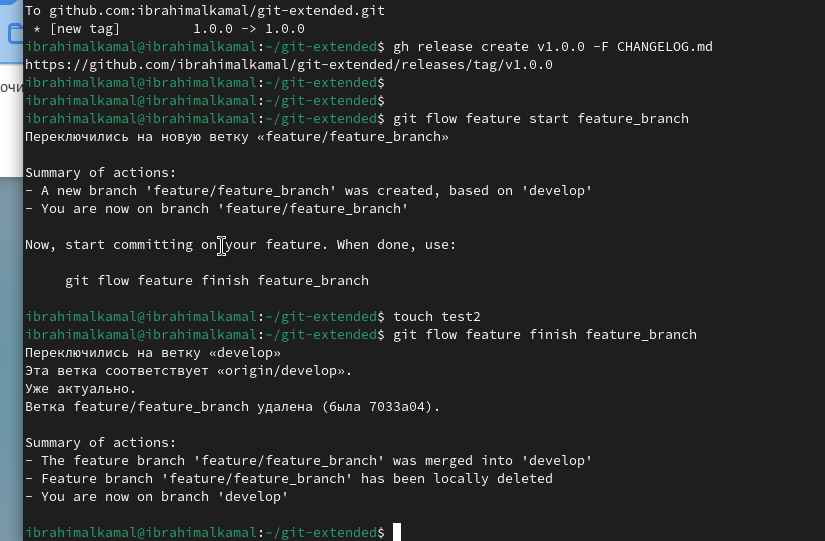 To github.com:ibrahimalkamal/git-extended.git
 * [new tag]         1.0.0 -> 1.0.0
ibrahimalkamal@ibrahimalkamal:~/git-extended$ gh release create v1.0.0 -F CHANGELOG.md
https://github.com/ibrahimalkamal/git-extended/releases/tag/v1.0.0
ibrahimalkamal@ibrahimalkamal:~/git-extended$
ibrahimalkamal@ibrahimalkamal:~/git-extended$
ibrahimalkamal@ibrahimalkamal:~/git-extended$ git flow feature start feature_branch
Переключились на новую ветку «feature/feature_branch»

Summary of actions:
- A new branch 'feature/feature_branch' was created, based on 'develop'
- You are now on branch 'feature/feature_branch'

Now, start committing on your feature. When done, use:

     git flow feature finish feature_branch

ibrahimalkamal@ibrahimalkamal:~/git-extended$ touch test2
ibrahimalkamal@ibrahimalkamal:~/git-extended$ git flow feature finish feature_branch
Переключились на ветку «develop»
Эта ветка соответствует «origin/develop».
Уже актуально.
Ветка feature/feature_branch удалена (была 7033a04).

Summary of actions:
- The feature branch 'feature/feature_branch' was merged into 'develop'
- Feature branch 'feature/feature_branch' has been locally deleted
- You are now on branch 'develop'

ibrahimalkamal@ibrahimalkamal:~/git-extended$